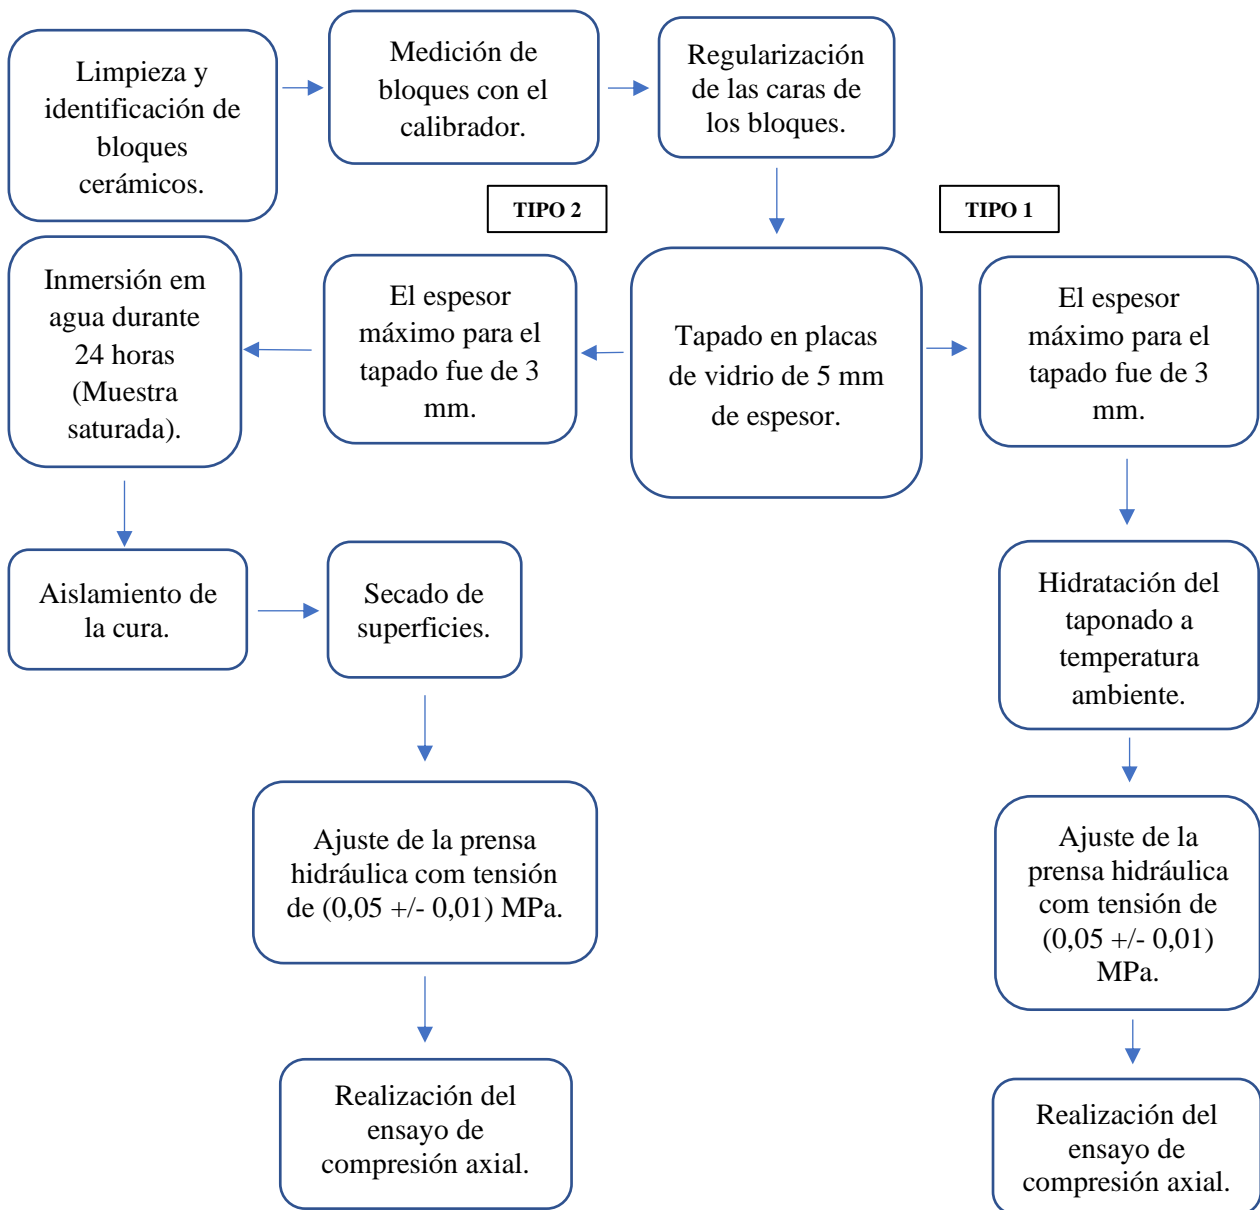 Limpieza y
identificación de
bloques
cerámicos.
Medición de
bloques con el
calibrador.
Regularización
de las caras de
los bloques.
TIPO 2
TIPO 1
Inmersión em
agua durante
24 horas
(Muestra
saturada).
El espesor
máximo para el
tapado fue de 3
mm.
Tapado en placas
de vidrio de 5 mm
de espesor.
El espesor
máximo para el
tapado fue de 3
mm.
Aislamiento de
la cura.
Secado de
superficies.
Hidratación del
taponado a
temperatura
ambiente.
Ajuste de la prensa
hidráulica com tensión
de (0,05 +/- 0,01) MPa.
Ajuste de la
prensa hidráulica
com tensión de
(0,05 +/- 0,01)
MPa.
Realización del
ensayo de
compresión axial.
Realización del
ensayo de
compresión axial.